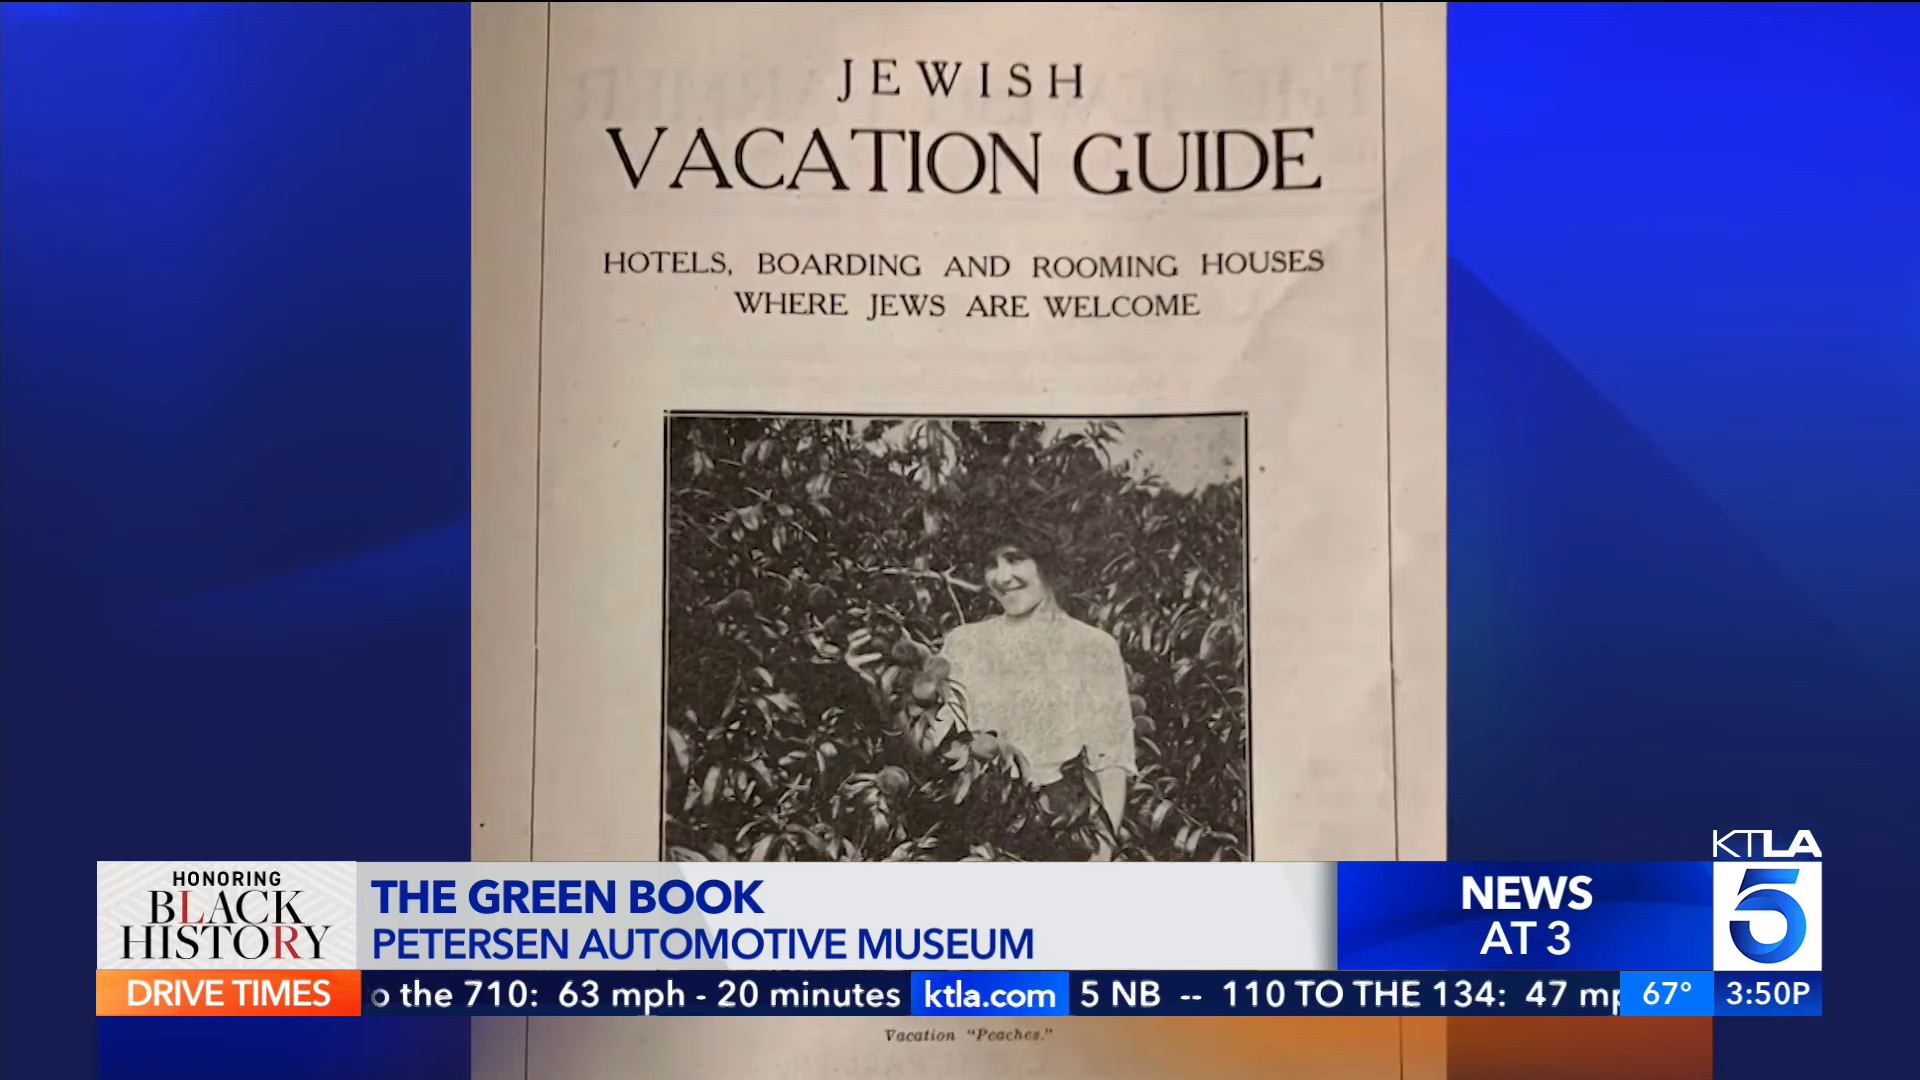 JEWISH
VACATION GUIDE
HOTELS, BOARDING AND ROOMING HOUSES
WHERE JEWS ARE WELCOME
KTLA
5
HONORING
BLACK
HISTORY
THE GREEN BOOK
PETERSEN AUTOMOTIVE MUSEUM
NEWS
AT 3
DRIVE TIMES
o the 710: 63 mph - 20 minutes
ktla.com
5 NB -- 110 TO THE 134: 47 mp
67°
3:50P
Vacation "Peaches."